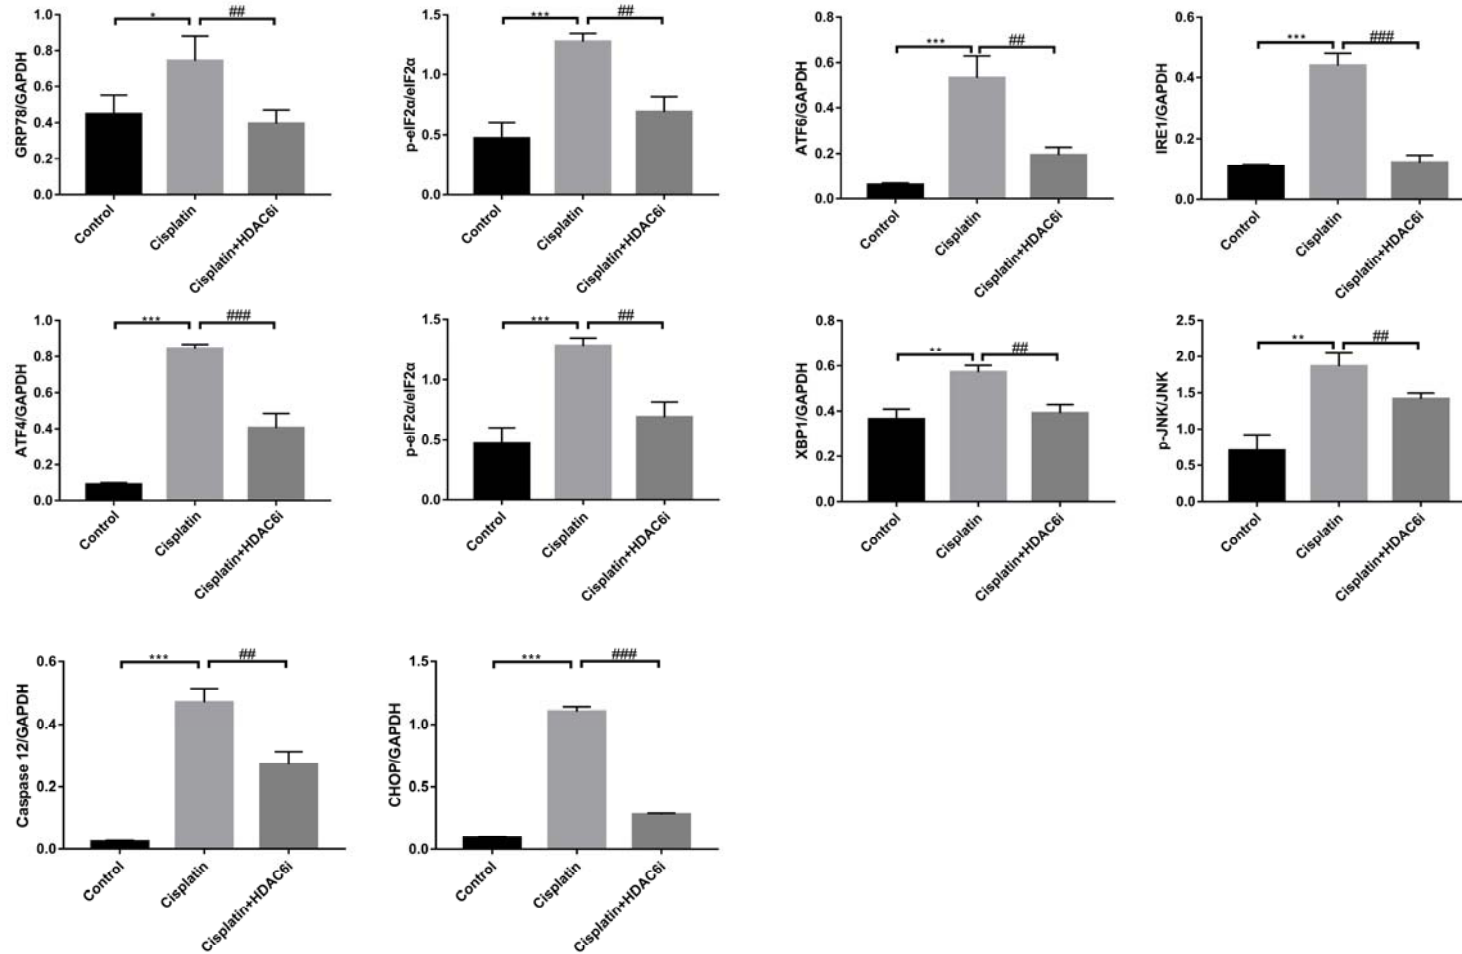 GRP78/GAPDH
1.0
0.8
0.6
0.4
0.2
0.0
*
##
Control
Cisplatin
Cisplatin+HDAC6i
p-eIF2α/eIF2α
1.5
1.0
0.5
0.0
***
##
Control
Cisplatin
Cisplatin+HDAC6i
ATF6/GAPDH
0.8
0.6
0.4
0.2
0.0
***
##
Control
Cisplatin
Cisplatin+HDAC6i
IRE1/GAPDH
0.6
0.4
0.2
0.0
***
###
Control
Cisplatin
Cisplatin+HDAC6i
ATF4/GAPDH
1.0
0.8
0.6
0.4
0.2
0.0
***
###
Control
Cisplatin
Cisplatin+HDAC6i
p-eIF2α/eIF2α
1.5
1.0
0.5
0.0
***
##
Control
Cisplatin
Cisplatin+HDAC6i
XBP1/GAPDH
0.8
0.6
0.4
0.2
0.0
**
##
Control
Cisplatin
Cisplatin+HDAC6i
p-JNK/JNK
2.5
2.0
1.5
1.0
0.5
0.0
**
##
Control
Cisplatin
Cisplatin+HDAC6i
Caspase 12/GAPDH
0.6
0.4
0.2
0.0
***
##
Control
Cisplatin
Cisplatin+HDAC6i
CHOP/GAPDH
1.5
1.0
0.5
0.0
***
###
Control
Cisplatin
Cisplatin+HDAC6i